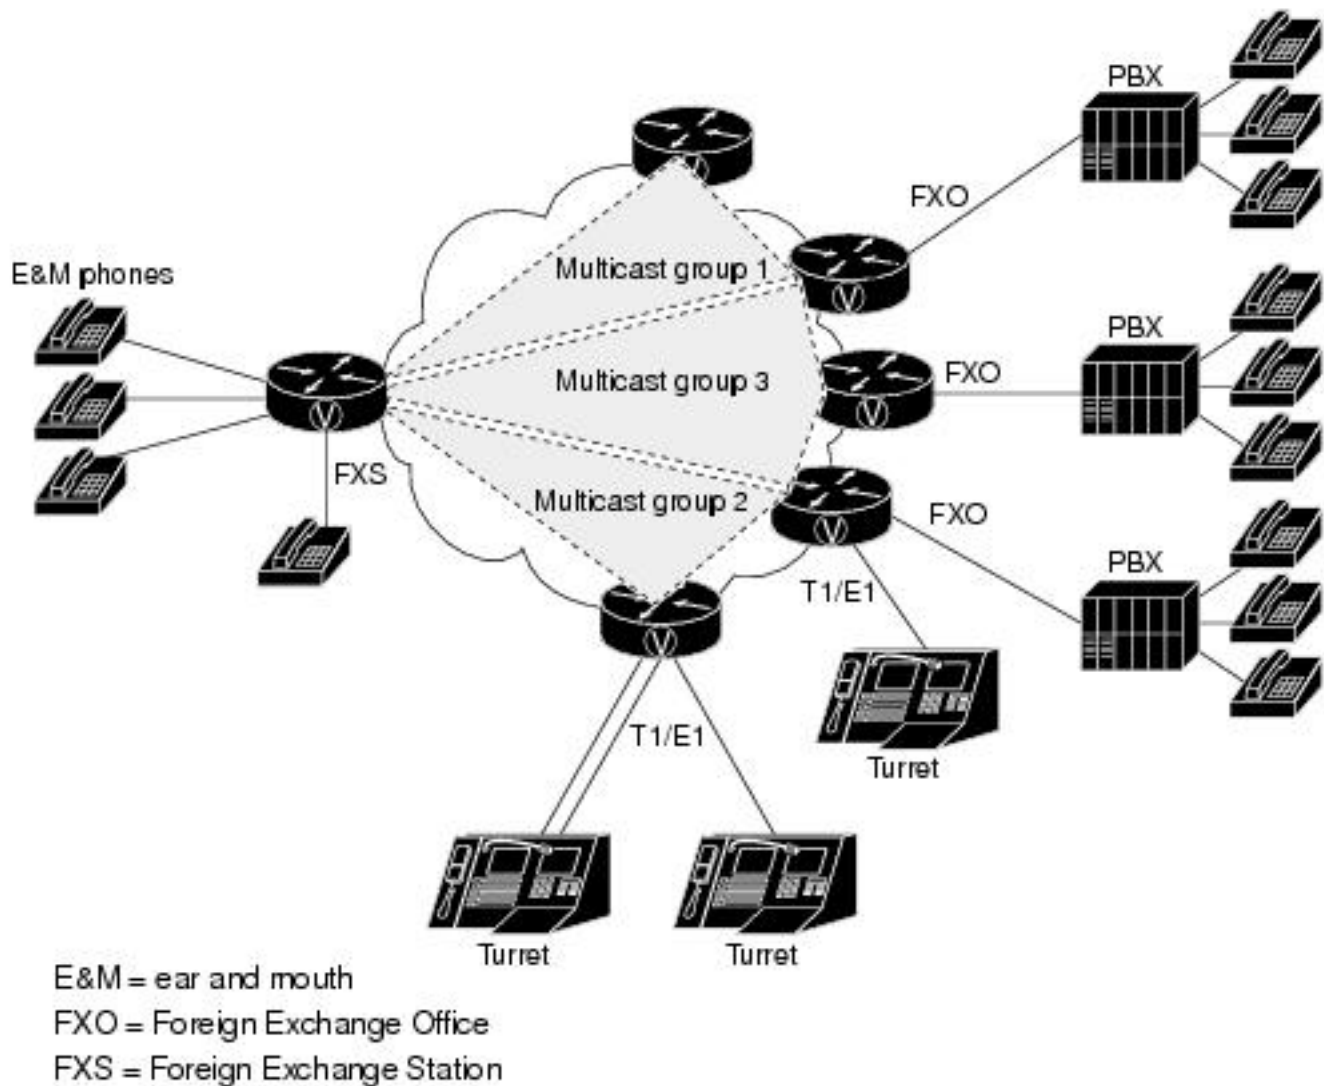 PBX
FXO
Multicast group 1
E&M phones
PBX
FXO
Multicast group 3
V
V
V
FXS
Multicast group 2
FXO
V
PBX
T1/E1
V
T1/E1
Turret
Turret
Turret
E&M = ear and mouth
FXO = Foreign Exchange Office
FXS = Foreign Exchange Station